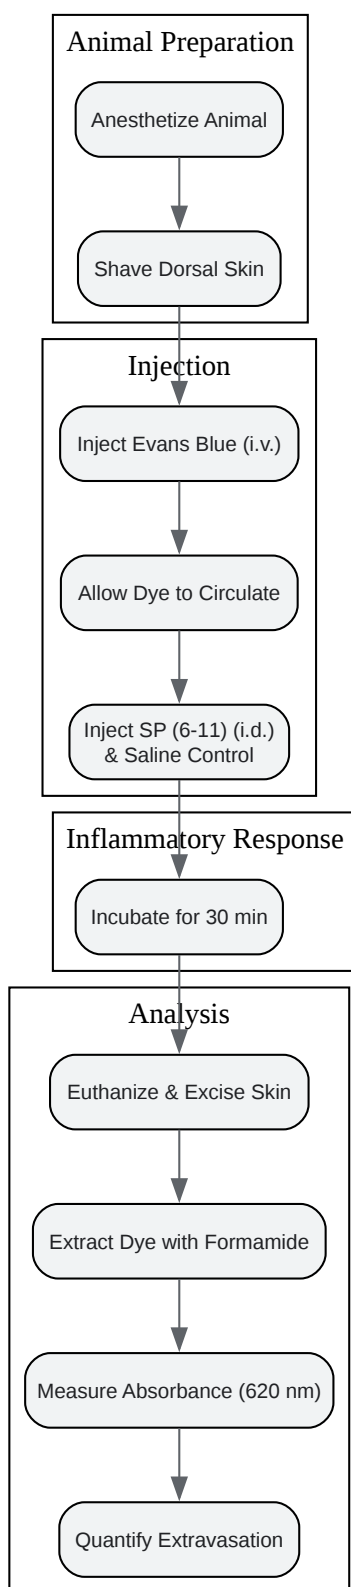 Animal Preparation
Anesthetize Animal
Shave Dorsal Skin
Injection
Inject Evans Blue (i.v.)
Allow Dye to Circulate
Inject SP (6-11) (i.d.)
& Saline Control
Inflammatory Response
Incubate for 30 min
Analysis
Euthanize & Excise Skin
Extract Dye with Formamide
Measure Absorbance (620 nm)
Quantify Extravasation